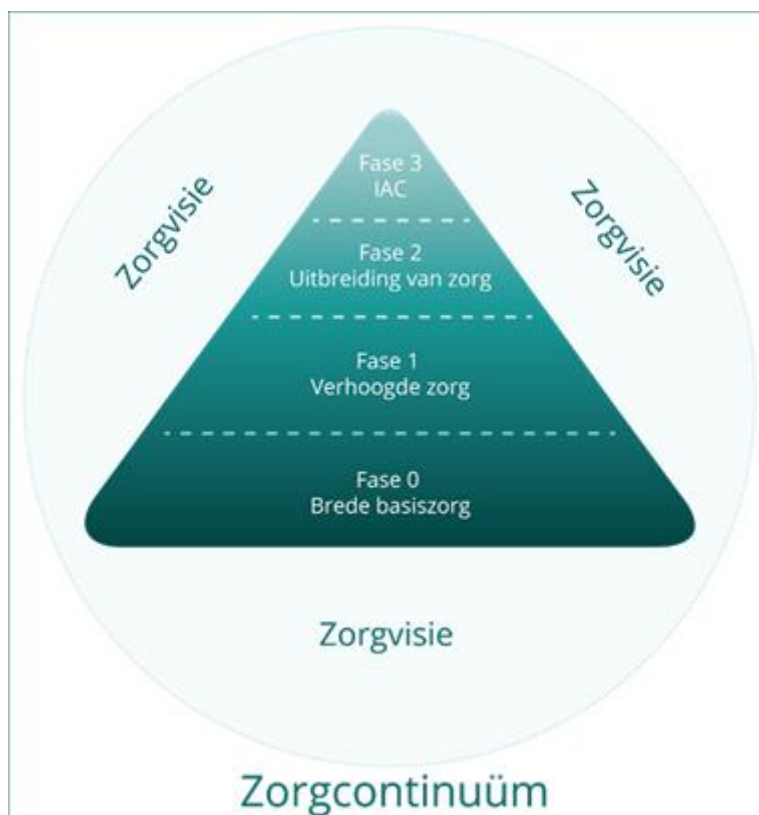 Zorgvisie
Zorgvisie
Fase 3
IAC
Fase 2
Uitbreiding van zorg
Fase 1
Verhoogde zorg
Fase 0
Brede basiszorg
Zorgvisie
Zorgcontinuüm